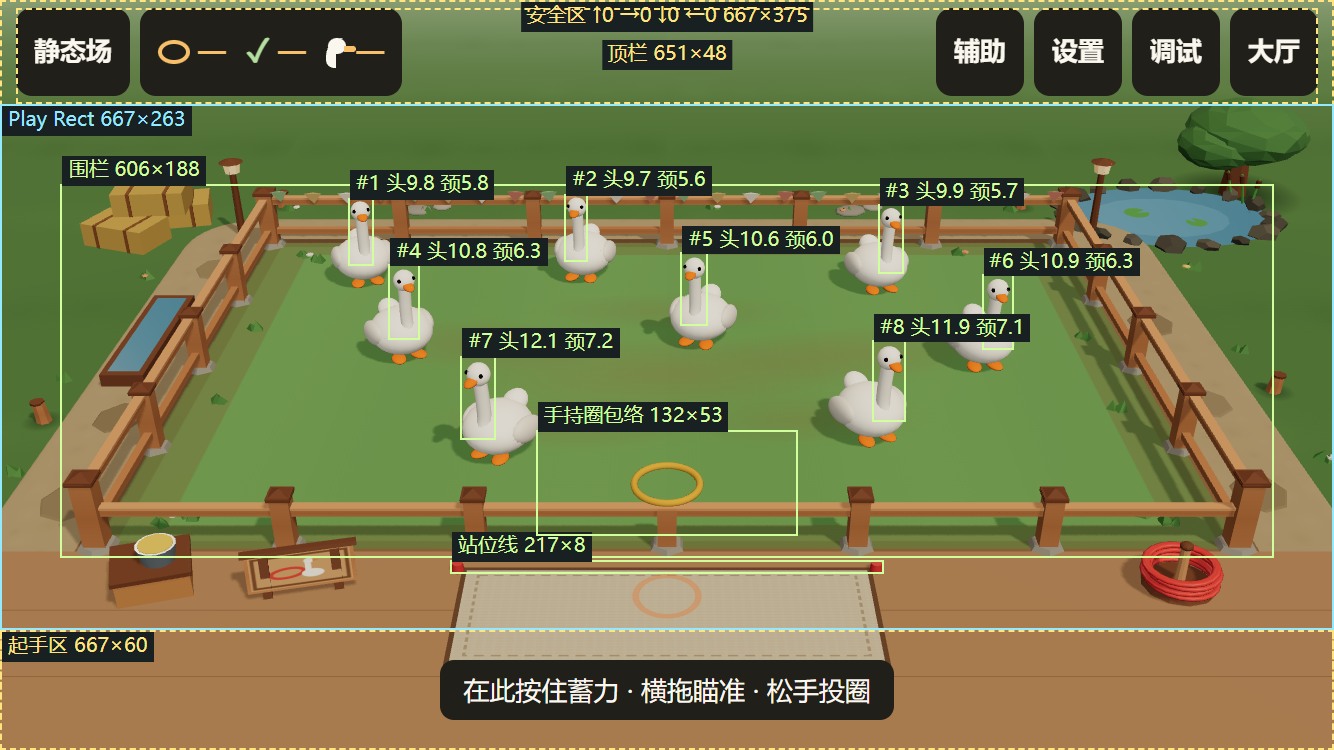 安全区 ↑0 →0 ↓0 ←0 667×375
静态场
顶栏 651×48
辅助
设置
调试
大厅
Play Rect 667×263
围栏 606×188
#1 头9.8 颈5.8
#2 头9.7 颈5.6
#3 头9.9 颈5.7
#4 头10.8 颈6.3
#5 头10.6 颈6.0
#6 头10.9 颈6.3
#7 头12.1 颈7.2
#8 头11.9 颈7.1
手持圈包络 132×53
站位线 217×8
起手区 667×60
在此按住蓄力 · 横拖瞄准 · 松手投圈